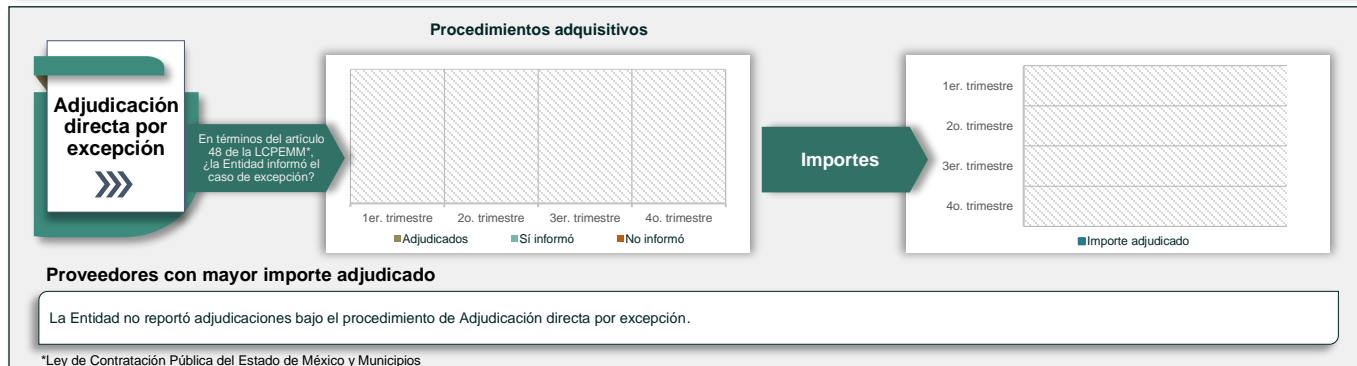 Procedimientos adquisitivos
Adjudicación
directa por
excepción
En términos del artículo
48 de la LCPEMM*,
¿la Entidad informó el
caso de excepción?
1er. trimestre 2o. trimestre 3er. trimestre 4o. trimestre
Adjudicados Sí informó No informó
Importes
1er. trimestre
2o. trimestre
3er. trimestre
4o. trimestre
Importe adjudicado
Proveedores con mayor importe adjudicado
La Entidad no reportó adjudicaciones bajo el procedimiento de Adjudicación directa por excepción.
*Ley de Contratación Pública del Estado de México y Municipios